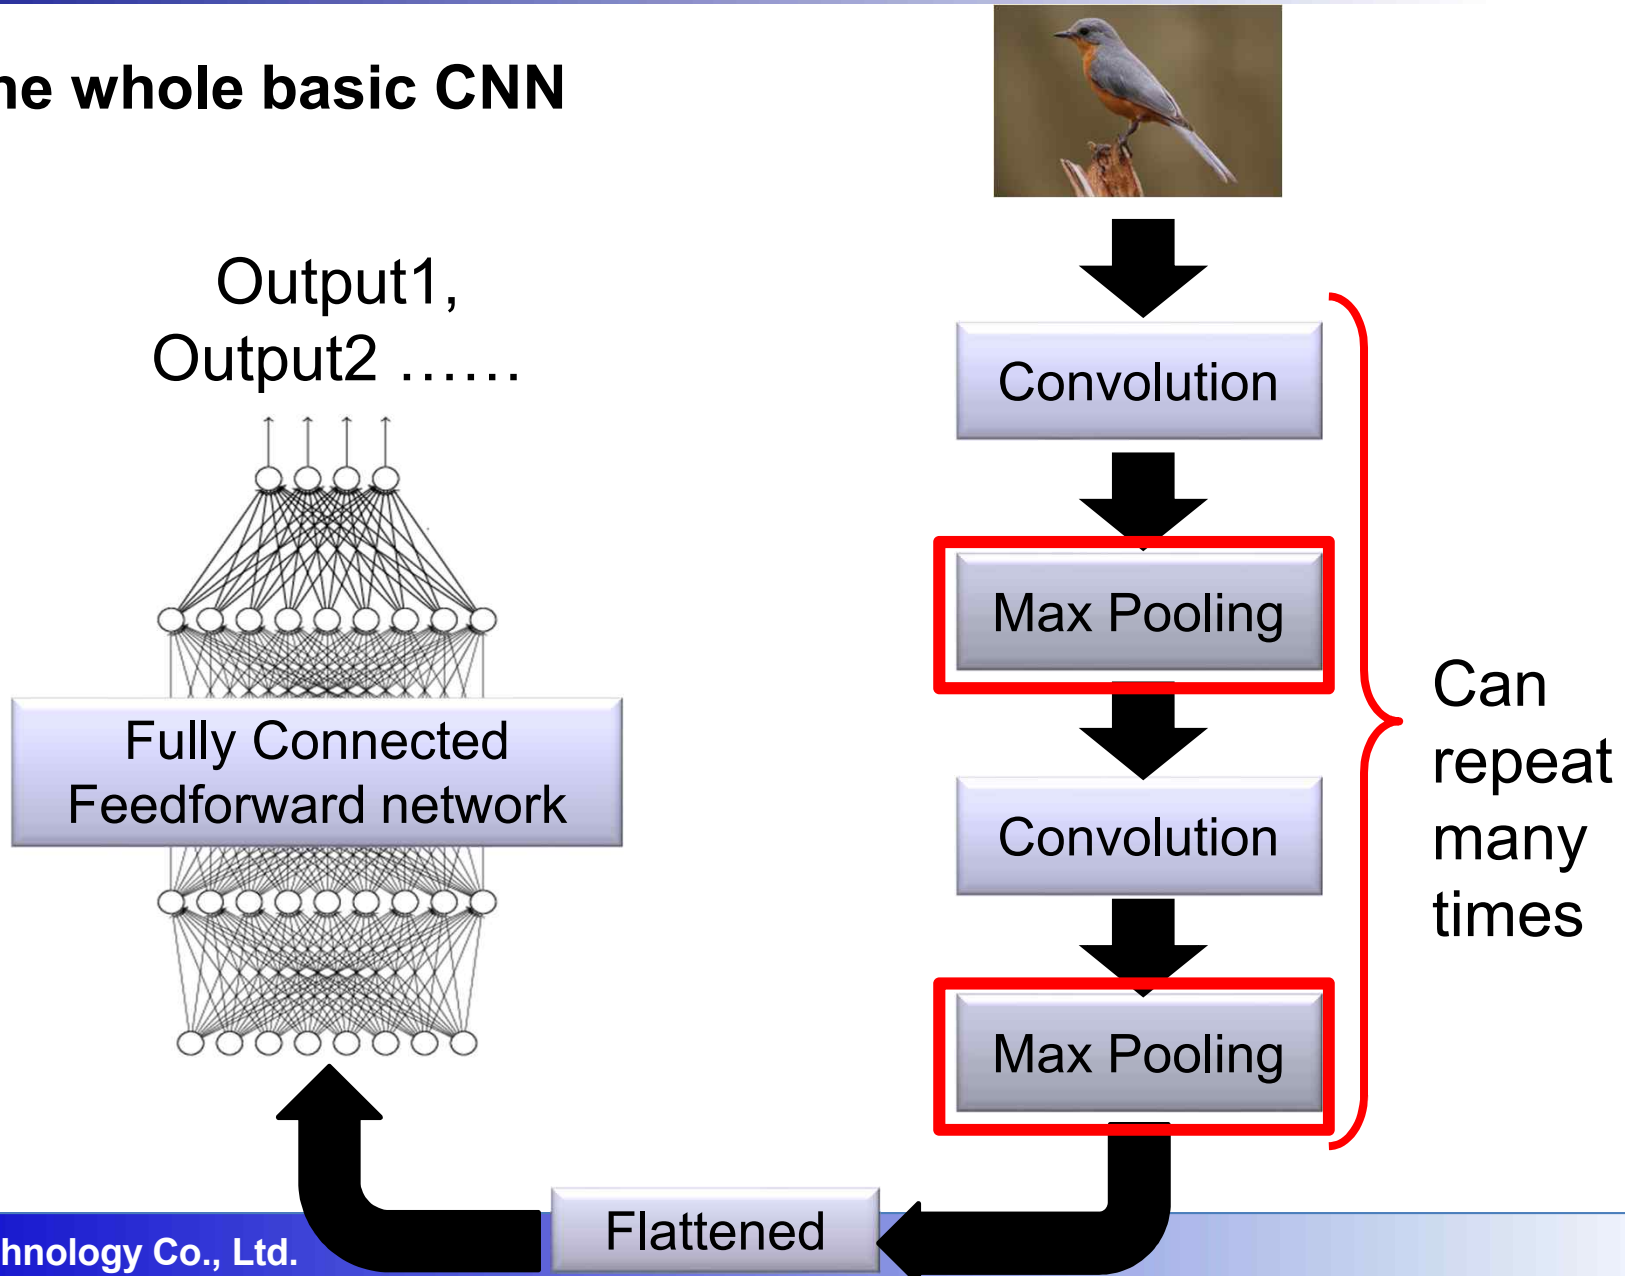 he whole basic CNN
Output1,
Output2 ......
Fully Connected
Feedforward network
Convolution
Max Pooling
Convolution
Max Pooling
Can
repeat
many
times
Flattened
hnology Co., Ltd.